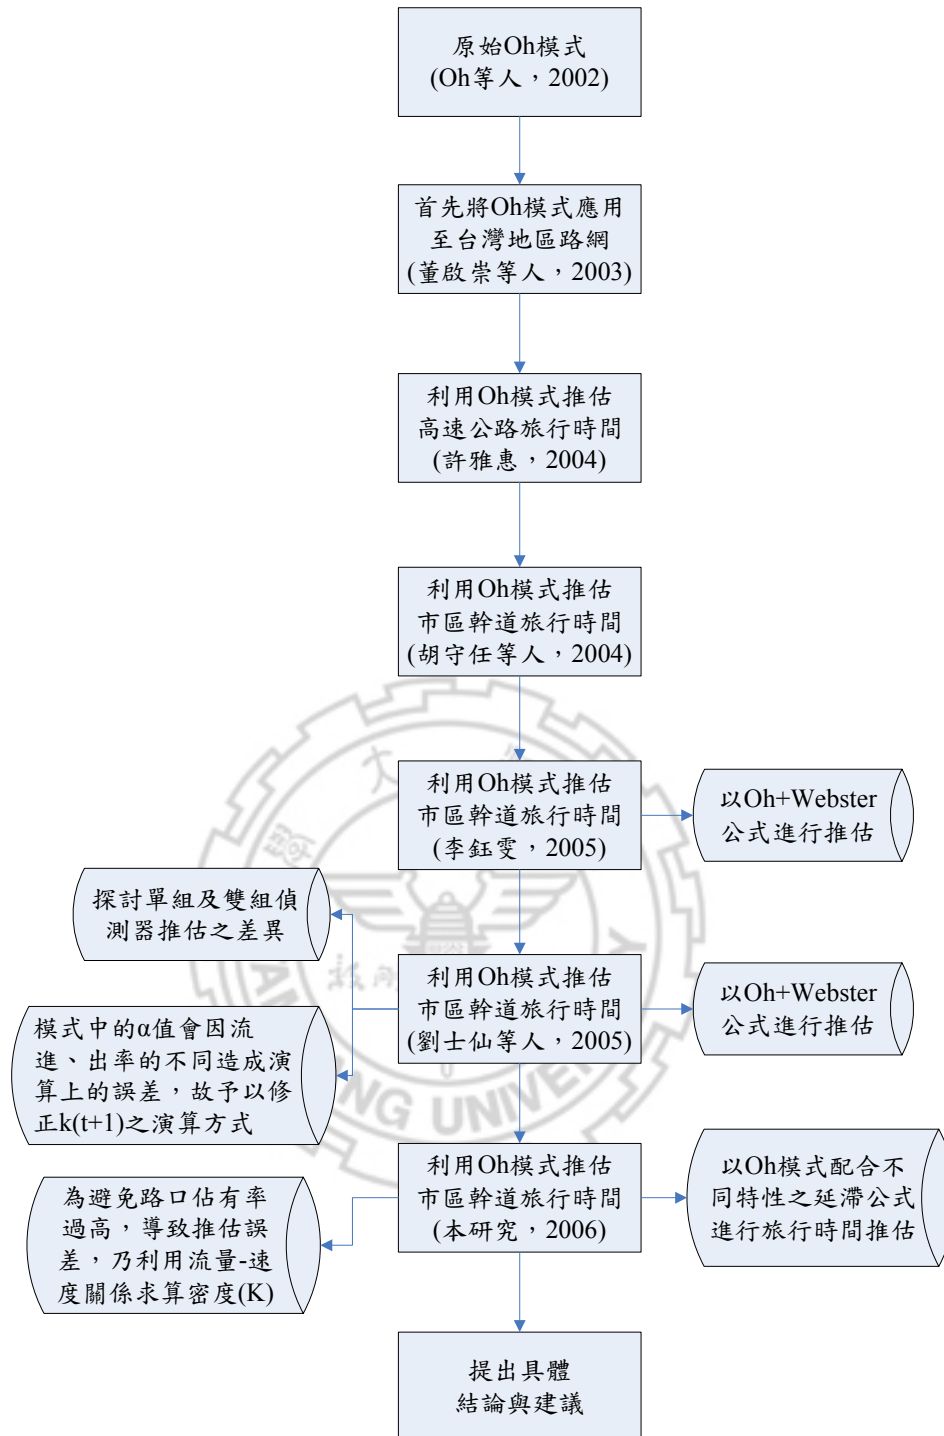 原始Oh模式
(Oh等人，2002)
首先將Oh模式應用
至台灣地區路網
(董啟崇等人，2003)
利用Oh模式推估
高速公路旅行時間
(許雅惠，2004)
利用Oh模式推估
市區幹道旅行時間
(胡守任等人，2004)
利用Oh模式推估
市區幹道旅行時間
(李鈺雯，2005)
以Oh+Webster
公式進行推估
探討單組及雙組偵
測器推估之差異
利用Oh模式推估
市區幹道旅行時間
(劉士仙等人，2005)
以Oh+Webster
公式進行推估
模式中的α值會因流
進、出率的不同造成演
算上的誤差，故予以修
正k(t+1)之演算方式
利用Oh模式推估
市區幹道旅行時間
(本研究，2006)
以Oh模式配合不
同特性之延滯公式
進行旅行時間推估
為避免路口佔有率
過高，導致推估誤
差，乃利用流量-速
度關係求算密度(K)
提出具體
結論與建議